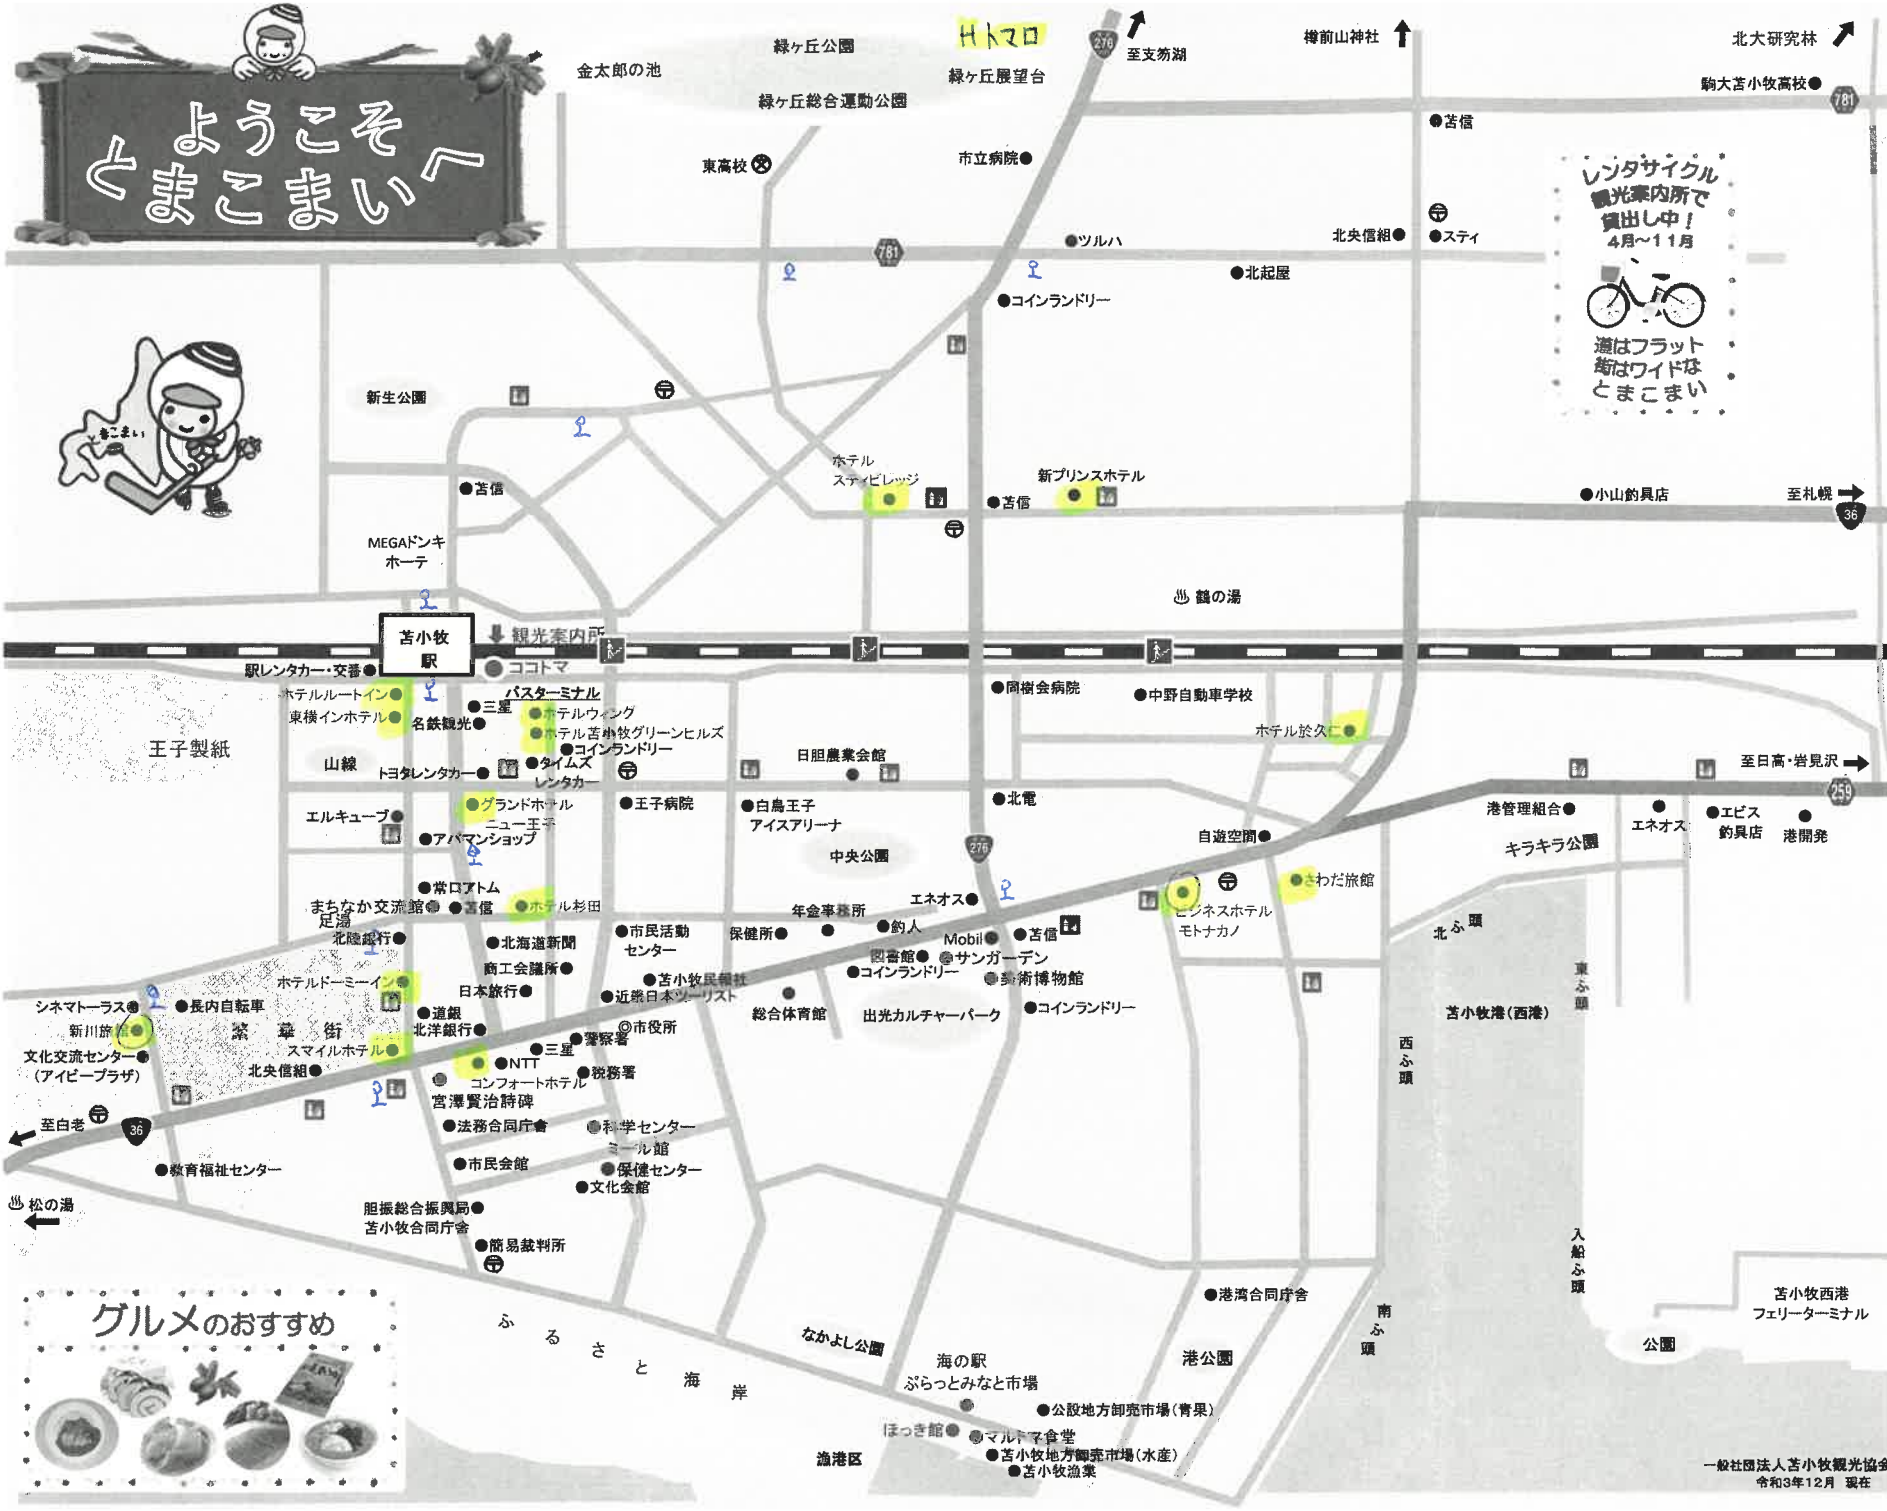 ようこそ
とまこまいへ
緑ヶ丘公園
Hトマロ
金太郎の池
緑ヶ丘展望台
緑ヶ丘総合運動公園
276
至支笏湖
樽前山神社
北大研究林
駒大苫小牧高校
781
苫信
東高校
市立病院
レンタサイクル
観光案内所で
貸出し中!
4月~11月
道はフラット
街はワイドな
とまこまい
781
ツルハ
北央信組
スティ
北起屋
コインランドリー
とまこまい
新生公園
苫信
ホテル
スティビレッジ
新プリンスホテル
苫信
小山釣具店
至札幌
36
MEGAドンキ
ホーテ
鶴の湯
苫小牧
駅
観光案内所
ココトマ
駅レンタカー・交番
ホテルルートイン
東横インホテル
三星
名鉄観光
バスターミナル
ホテルウィング
ホテル苫小牧グリーンヒルズ
コインランドリー
同樹会病院
中野自動車学校
ホテル於久仁
王子製紙
山線
トヨタレンタカー
タイムズ
レンタカー
日胆農業会館
至日高・岩見沢
259
グランドホテル
ニュー王子
エルキューブ
アパマンショップ
王子病院
白鳥王子
アイスアリーナ
北電
276
中央公園
自遊空間
港管理組合
エネオス
エビス
釣具店
港開発
キラキラ公園
常口アトム
まちなか交流館
足湯
苫信
ホテル杉田
北陸銀行
北海道新聞
商工会議所
日本旅行
市民活動
センター
保健所
年金事務所
エネオス
釣人
図書館
Mobil
苫信
サンガーデン
コインランドリー
美術博物館
さわだ旅館
ビジネスホテル
モトナカノ
北ふ頭
東ふ頭
ホテルドーミーイン
苫小牧民報社
近畿日本ツーリスト
シネマトーラス
長内自転車
新川旅館
繁華街
スマイルホテル
道銀
北洋銀行
市役所
総合体育館
出光カルチャーパーク
コインランドリー
苫小牧港(西港)
西ふ頭
文化交流センター
(アイビープラザ)
北央信組
NTT
三星
警察署
税務署
コンフォートホテル
宮澤賢治詩碑
至白老
36
法務合同庁舎
科学センター
ミール館
市民会館
保健センター
文化会館
教育福祉センター
松の湯
胆振総合振興局
苫小牧合同庁舎
簡易裁判所
入船ふ頭
港湾合同庁舎
南ふ頭
苫小牧西港
フェリーターミナル
公園
グルメのおすすめ
ふるさと海岸
なかよし公園
港公園
海の駅
ぷらっとみなと市場
公設地方卸売市場(青果)
ほっき館
マルトマ食堂
苫小牧地方卸売市場(水産)
苫小牧漁業
漁港区
一般社団法人苫小牧観光協会
令和3年12月 現在